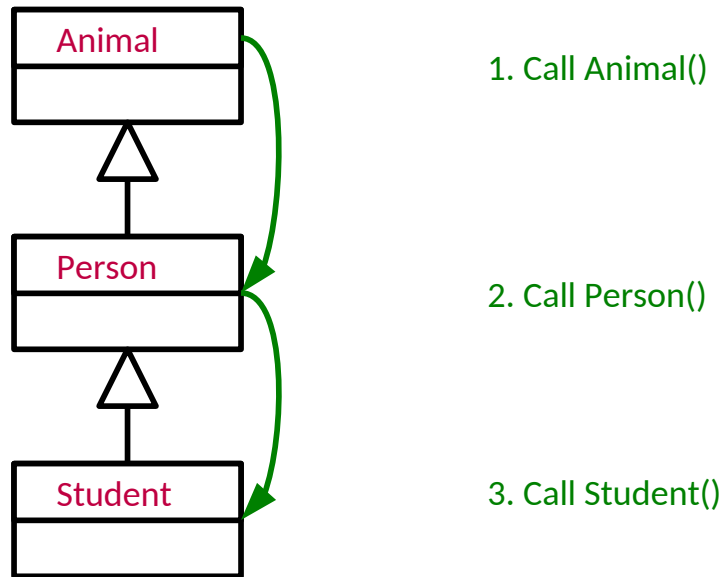 Animal
1. Call Animal()
Person
2. Call Person()
Student
3. Call Student()